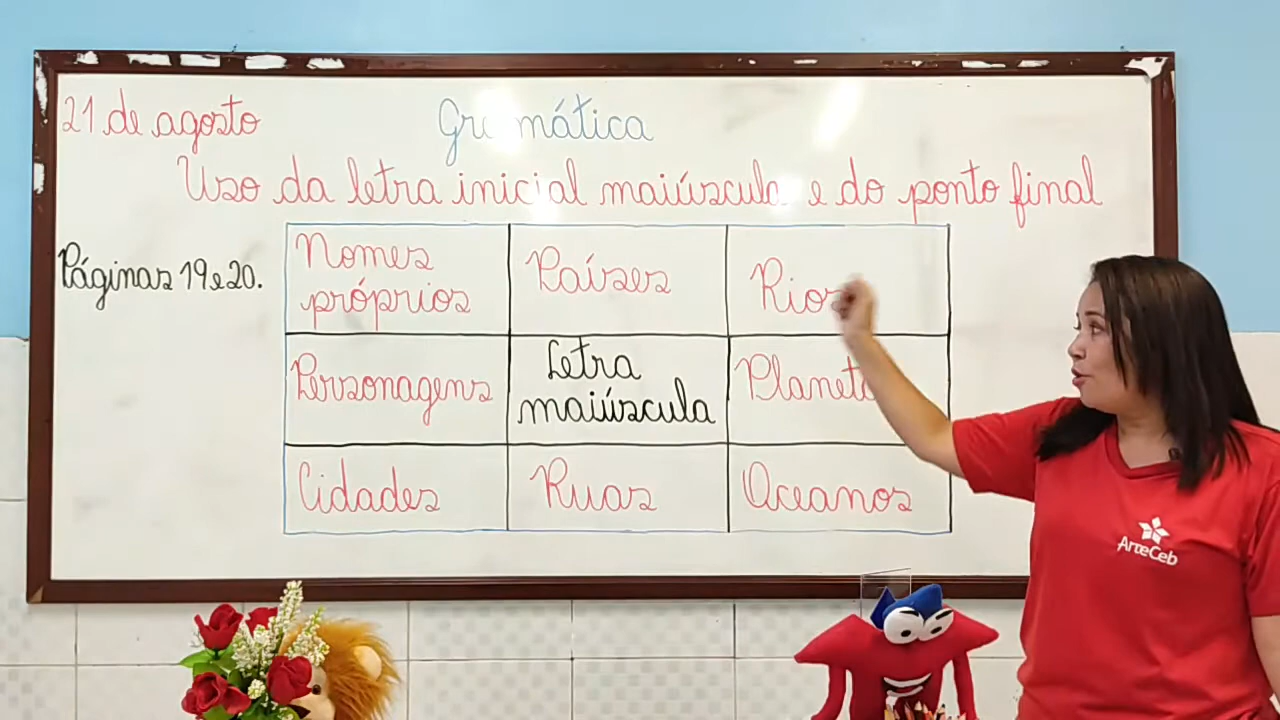 21 de agosto
Gramática
Uso da letra inicial maiúscula e do ponto final
Páginas 19 e 20.
Nomes próprios
Países
Rios
Personagens
Letra maiúscula
Cidades
Ruas
Oceanos
ArteCeb